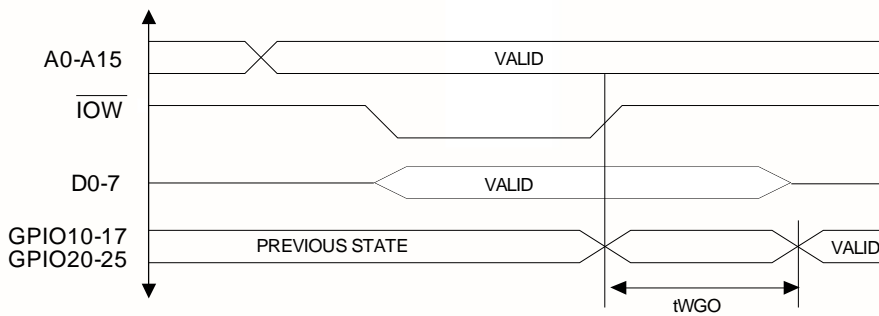 A0-A15
VALID
IOW
D0-7
VALID
GPIO10-17
GPIO20-25
PREVIOUS STATE
VALID
tWGO